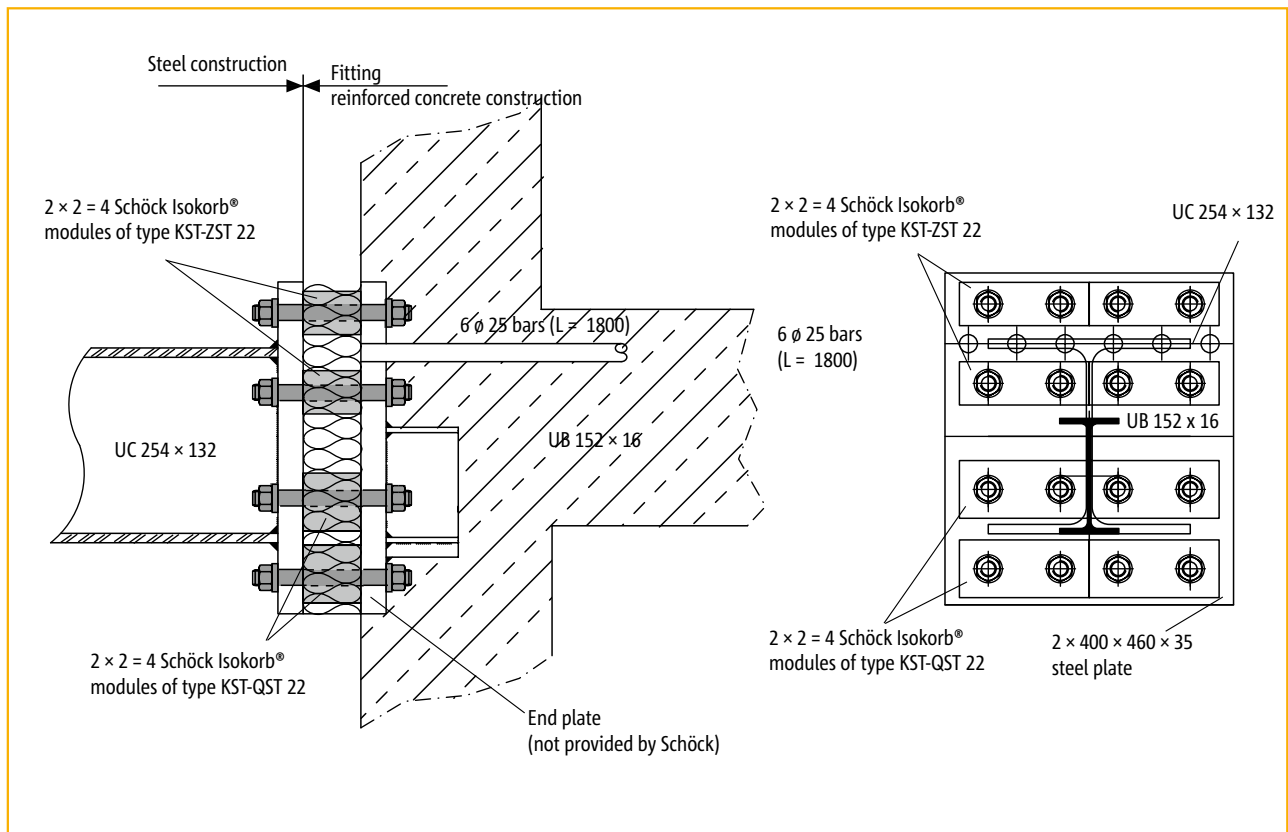 Steel construction
Fitting
reinforced concrete construction
2 × 2 = 4 Schöck Isokorb®
modules of type KST-ZST 22
6 ø 25 bars (L = 1800)
UC 254 × 132
UB 152 × 16
2 × 2 = 4 Schöck Isokorb®
modules of type KST-QST 22
End plate
(not provided by Schöck)
2 × 2 = 4 Schöck Isokorb®
modules of type KST-ZST 22
UC 254 × 132
6 ø 25 bars
(L = 1800)
UB 152 x 16
2 × 2 = 4 Schöck Isokorb®
modules of type KST-QST 22
2 × 400 × 460 × 35
steel plate